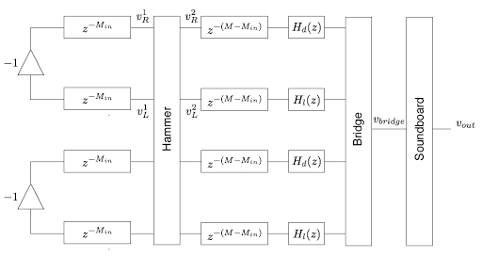 v_R^1
v_R^2
z^{-M_{in}}
z^{-(M-M_{in})}
H_d(z)
-1
z^{-M_{in}}
z^{-(M-M_{in})}
H_l(z)
v_L^1
v_L^2
Hammer
Bridge
v_{bridge}
Soundboard
v_{out}
z^{-M_{in}}
z^{-(M-M_{in})}
H_d(z)
-1
z^{-M_{in}}
z^{-(M-M_{in})}
H_l(z)